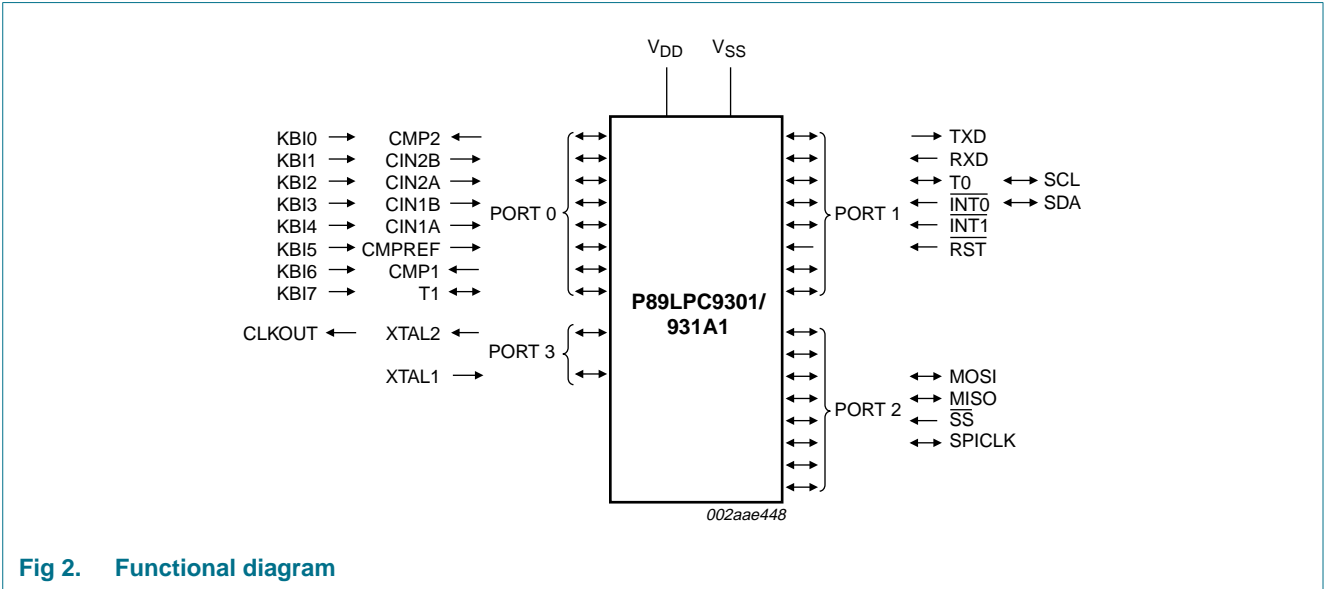 VDD VSS
KBI0 CMP2 TXD
KBI1 CIN2B RXD
KBI2 CIN2A T0 SCL
KBI3 CIN1B INT0 SDA
PORT 0 PORT 1
KBI4 CIN1A INT1
KBI5 CMPREF RST
KBI6 CMP1
KBI7 T1
P89LPC9301/
931A1
CLKOUT XTAL2
PORT 3
XTAL1 MOSI
MISO
PORT 2
SS
SPICLK
002aae448
Fig 2. Functional diagram